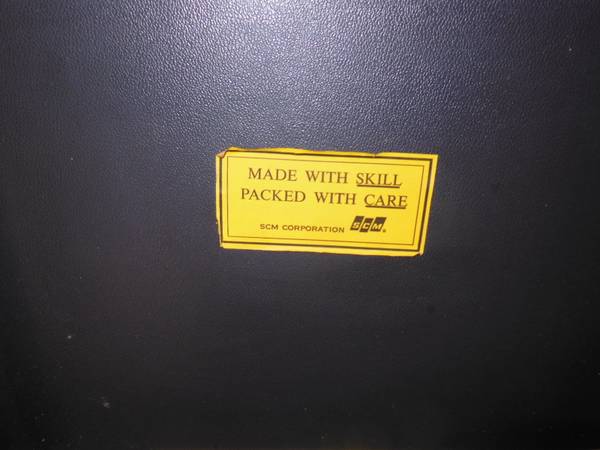 MADE WITH SKILL
PACKED WITH CARE
SCM CORPORATION SCM®